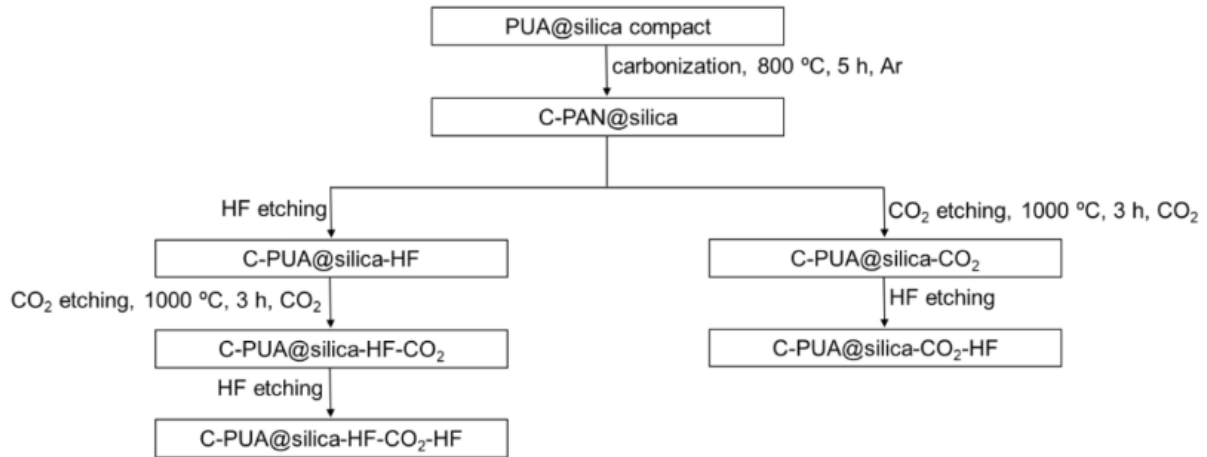 PUA@silica compact
carbonization, 800 ºC, 5 h, Ar
C-PAN@silica
HF etching
CO₂ etching, 1000 ºC, 3 h, CO₂
C-PUA@silica-HF
C-PUA@silica-CO₂
CO₂ etching, 1000 ºC, 3 h, CO₂
HF etching
C-PUA@silica-HF-CO₂
C-PUA@silica-CO₂-HF
HF etching
C-PUA@silica-HF-CO₂-HF